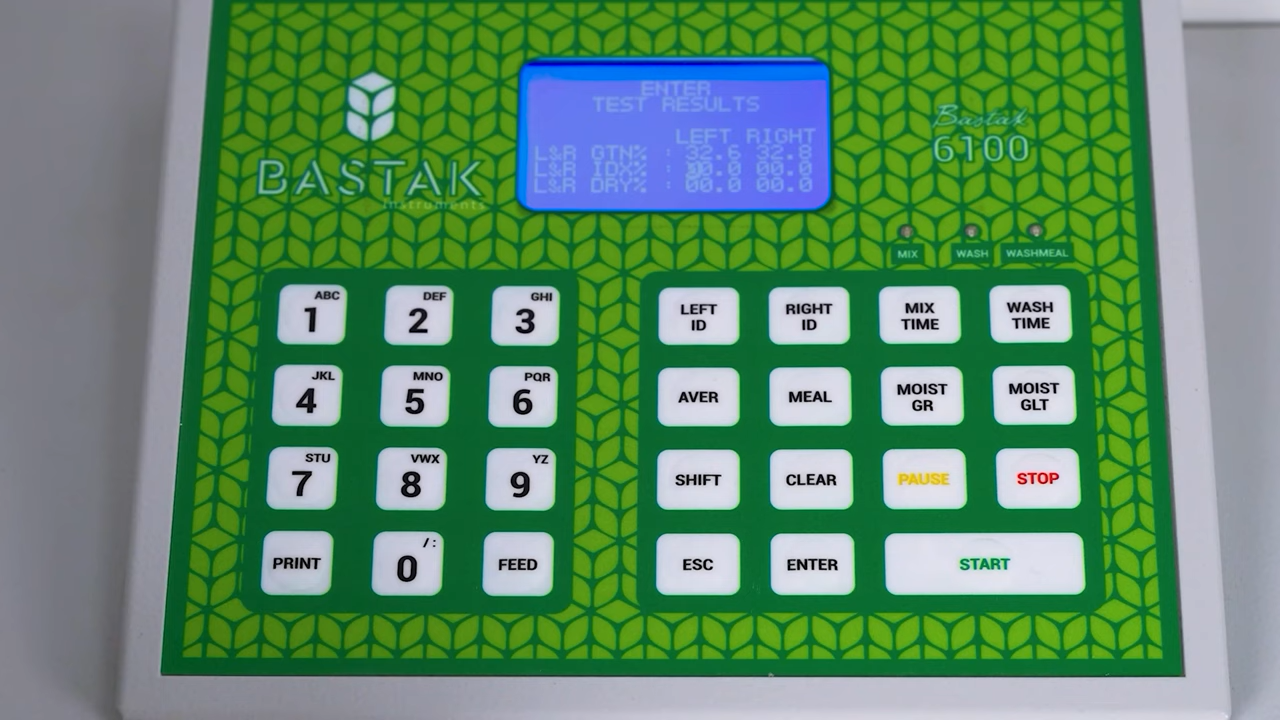 ENTER
TEST RESULTS
LEFT RIGHT
L&R GTN% : 32.6 32.8
L&R IDX% : 00.0 00.0
L&R DRY% : 00.0 00.0
BASTAK
instruments
Bastak
6100
MIX WASH WASHMEAL
ABC
1
DEF
2
GHI
3
JKL
4
MNO
5
PQR
6
STU
7
VWX
8
YZ
9
PRINT
/:
0
FEED
LEFT
ID
RIGHT
ID
MIX
TIME
WASH
TIME
AVER
MEAL
MOIST
GR
MOIST
GLT
SHIFT
CLEAR
PAUSE
STOP
ESC
ENTER
START